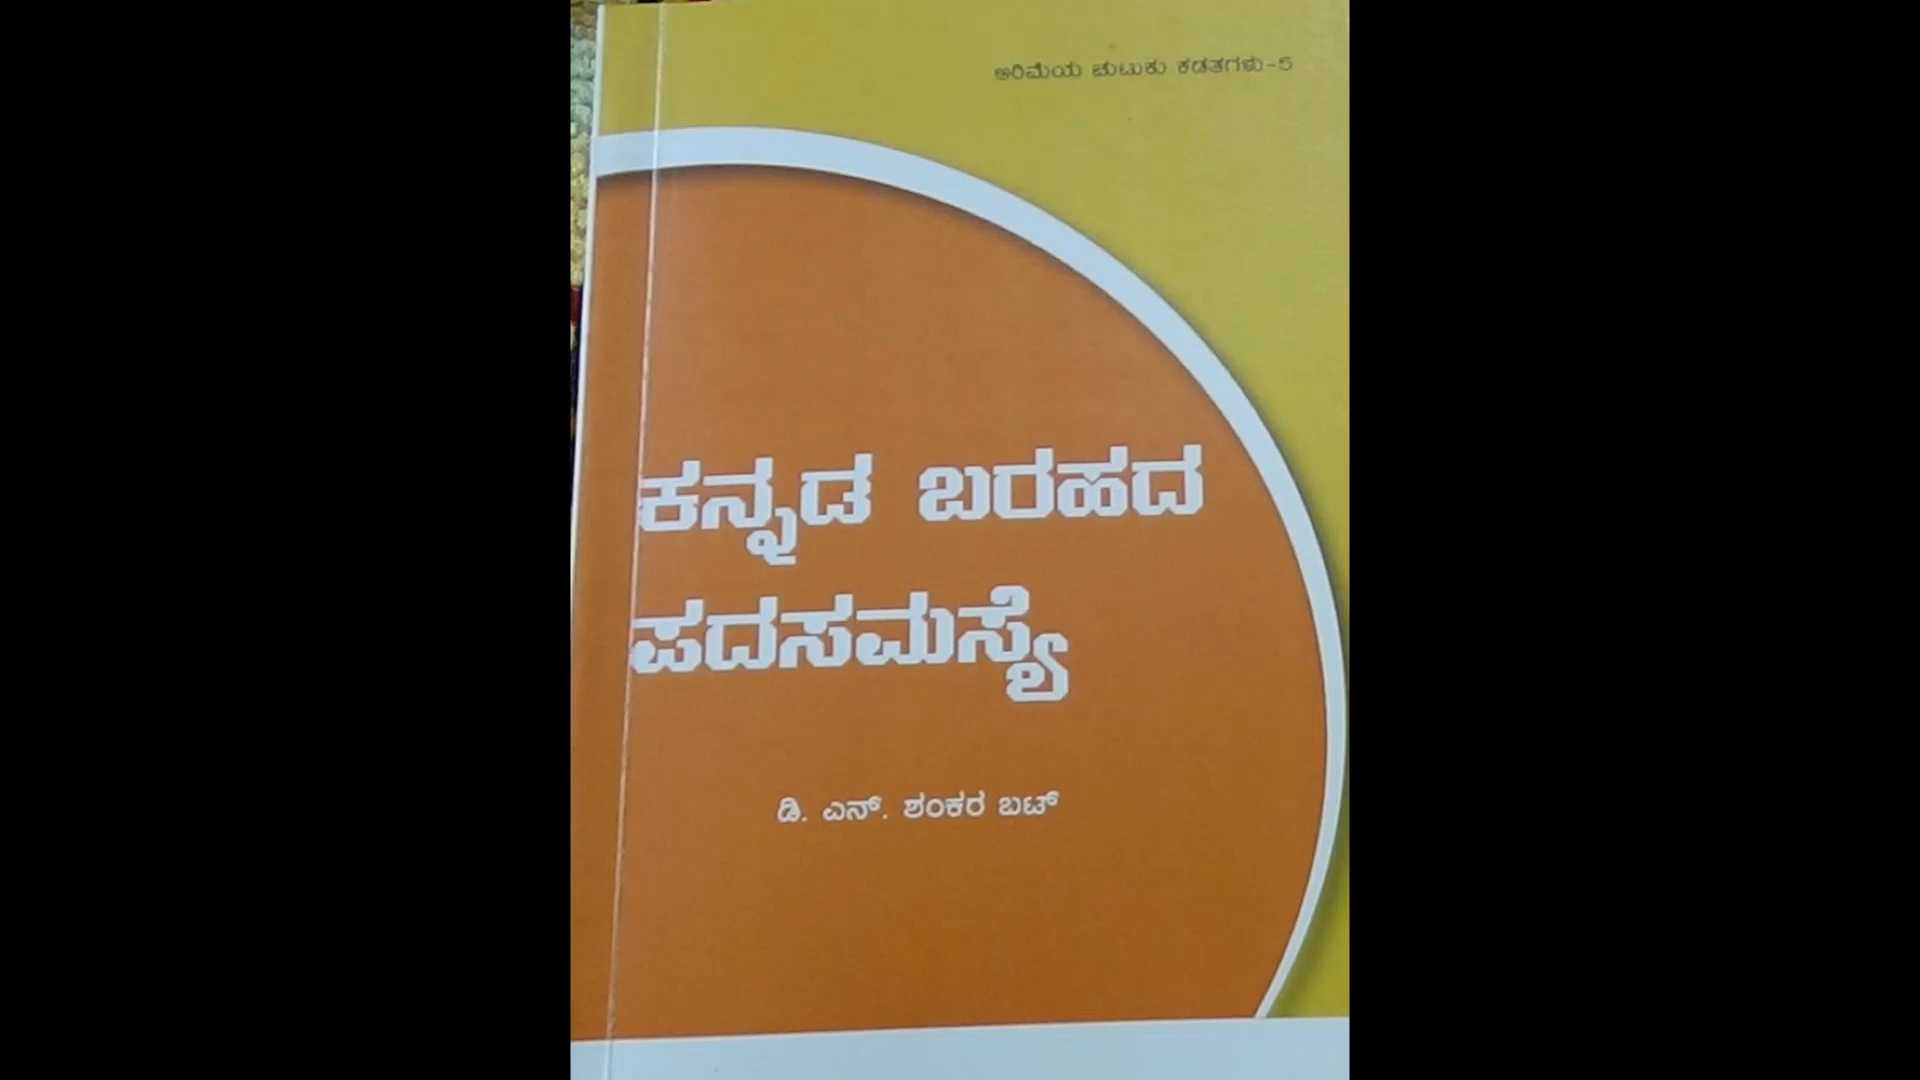 ಅರಿಮೆಯ ಚುಟುಕು ಕಡತಗಳು-5
ಕನ್ನಡ ಬರಹದ
ಪದಸಮಸ್ಯೆ
ಡಿ. ಎನ್. ಶಂಕರ ಬಟ್